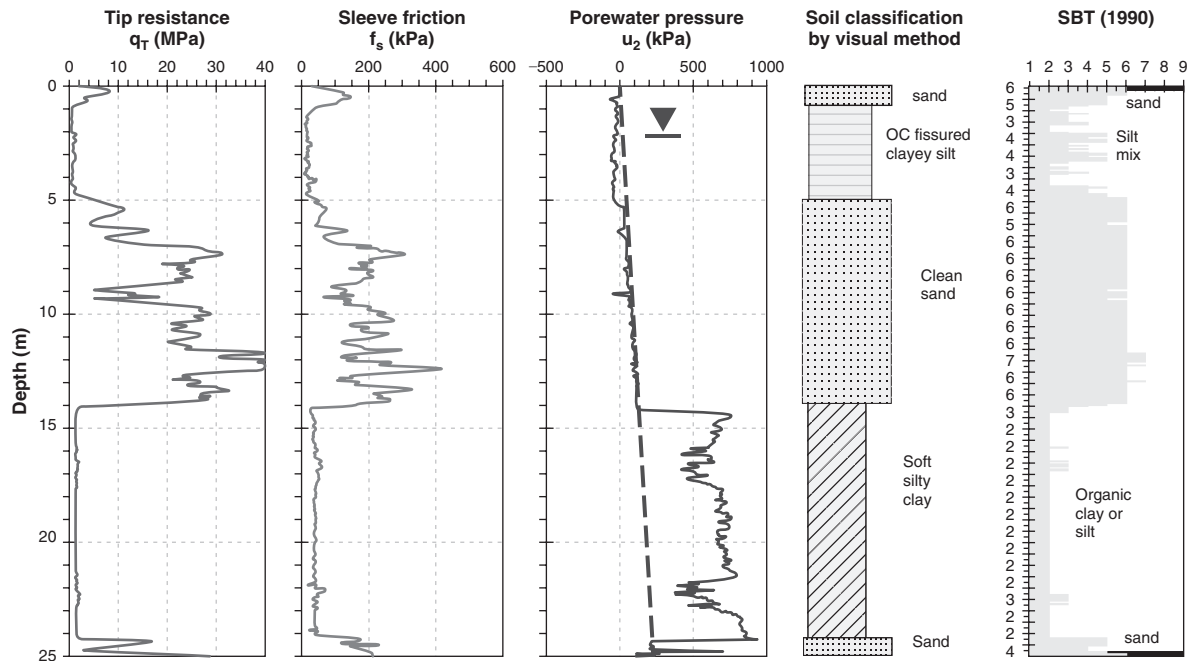 Tip resistance
qT (MPa)
Sleeve friction
fs (kPa)
Porewater pressure
u2 (kPa)
Soil classification
by visual method
SBT (1990)
0 10 20 30 40
0 200 400 600
–500 0 500 1000
1 2 3 4 5 6 7 8 9
Depth (m)
0
5
10
15
20
25
sand
OC fissured
clayey silt
Clean
sand
Soft
silty
clay
Sand
6
5
3
4
4
3
4
6
5
6
6
6
6
6
6
6
7
6
6
3
2
2
2
2
2
2
2
2
2
2
3
2
2
4
sand
Silt
mix
Organic
clay or
silt
sand